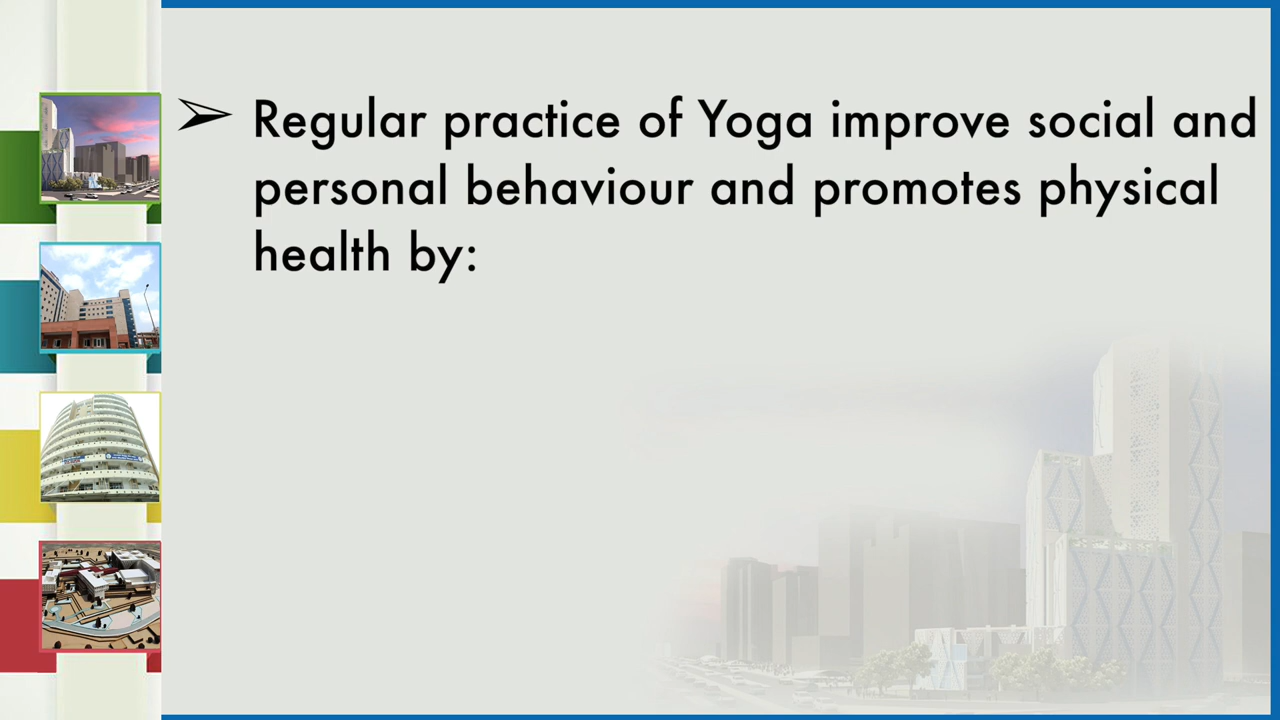 ➢ Regular practice of Yoga improve social and
personal behaviour and promotes physical
health by: